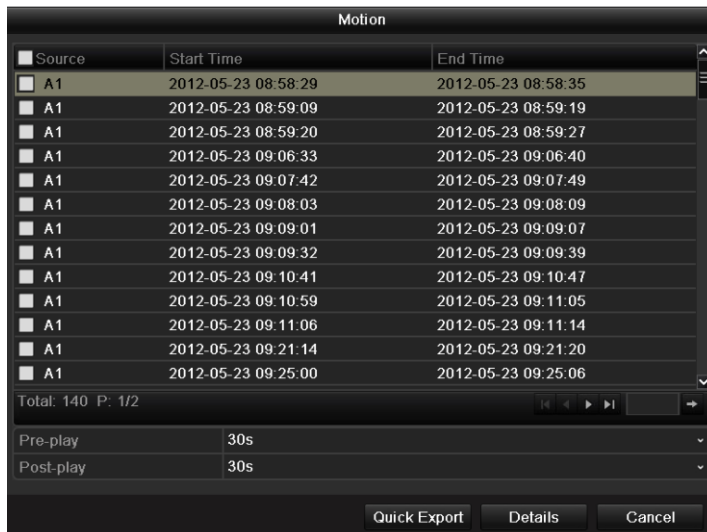 Motion
Source Start Time End Time
A1 2012-05-23 08:58:29 2012-05-23 08:58:35
A1 2012-05-23 08:59:09 2012-05-23 08:59:19
A1 2012-05-23 08:59:20 2012-05-23 08:59:27
A1 2012-05-23 09:06:33 2012-05-23 09:06:40
A1 2012-05-23 09:07:42 2012-05-23 09:07:49
A1 2012-05-23 09:08:03 2012-05-23 09:08:09
A1 2012-05-23 09:09:01 2012-05-23 09:09:07
A1 2012-05-23 09:09:32 2012-05-23 09:09:39
A1 2012-05-23 09:10:41 2012-05-23 09:10:47
A1 2012-05-23 09:10:59 2012-05-23 09:11:05
A1 2012-05-23 09:11:06 2012-05-23 09:11:14
A1 2012-05-23 09:21:14 2012-05-23 09:21:20
A1 2012-05-23 09:25:00 2012-05-23 09:25:06
Total: 140 P: 1/2
Pre-play 30s
Post-play 30s
Quick Export Details Cancel